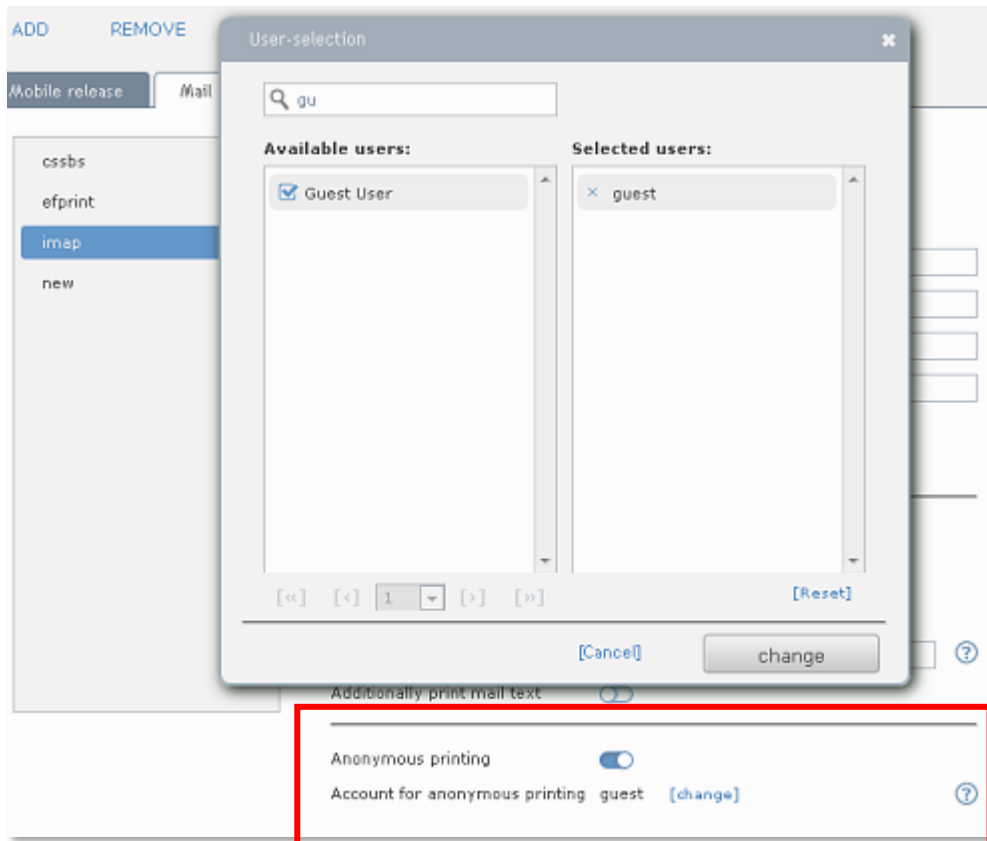 ADD REMOVE
User-selection
Mobile release Mail
gu
Available users: Selected users:
Guest User guest
cssbs
efprint
imap
new
[«] [‹] 1 [›] [»] [Reset]
[Cancel] change
Additionally print mail text
Anonymous printing
Account for anonymous printing guest [change]